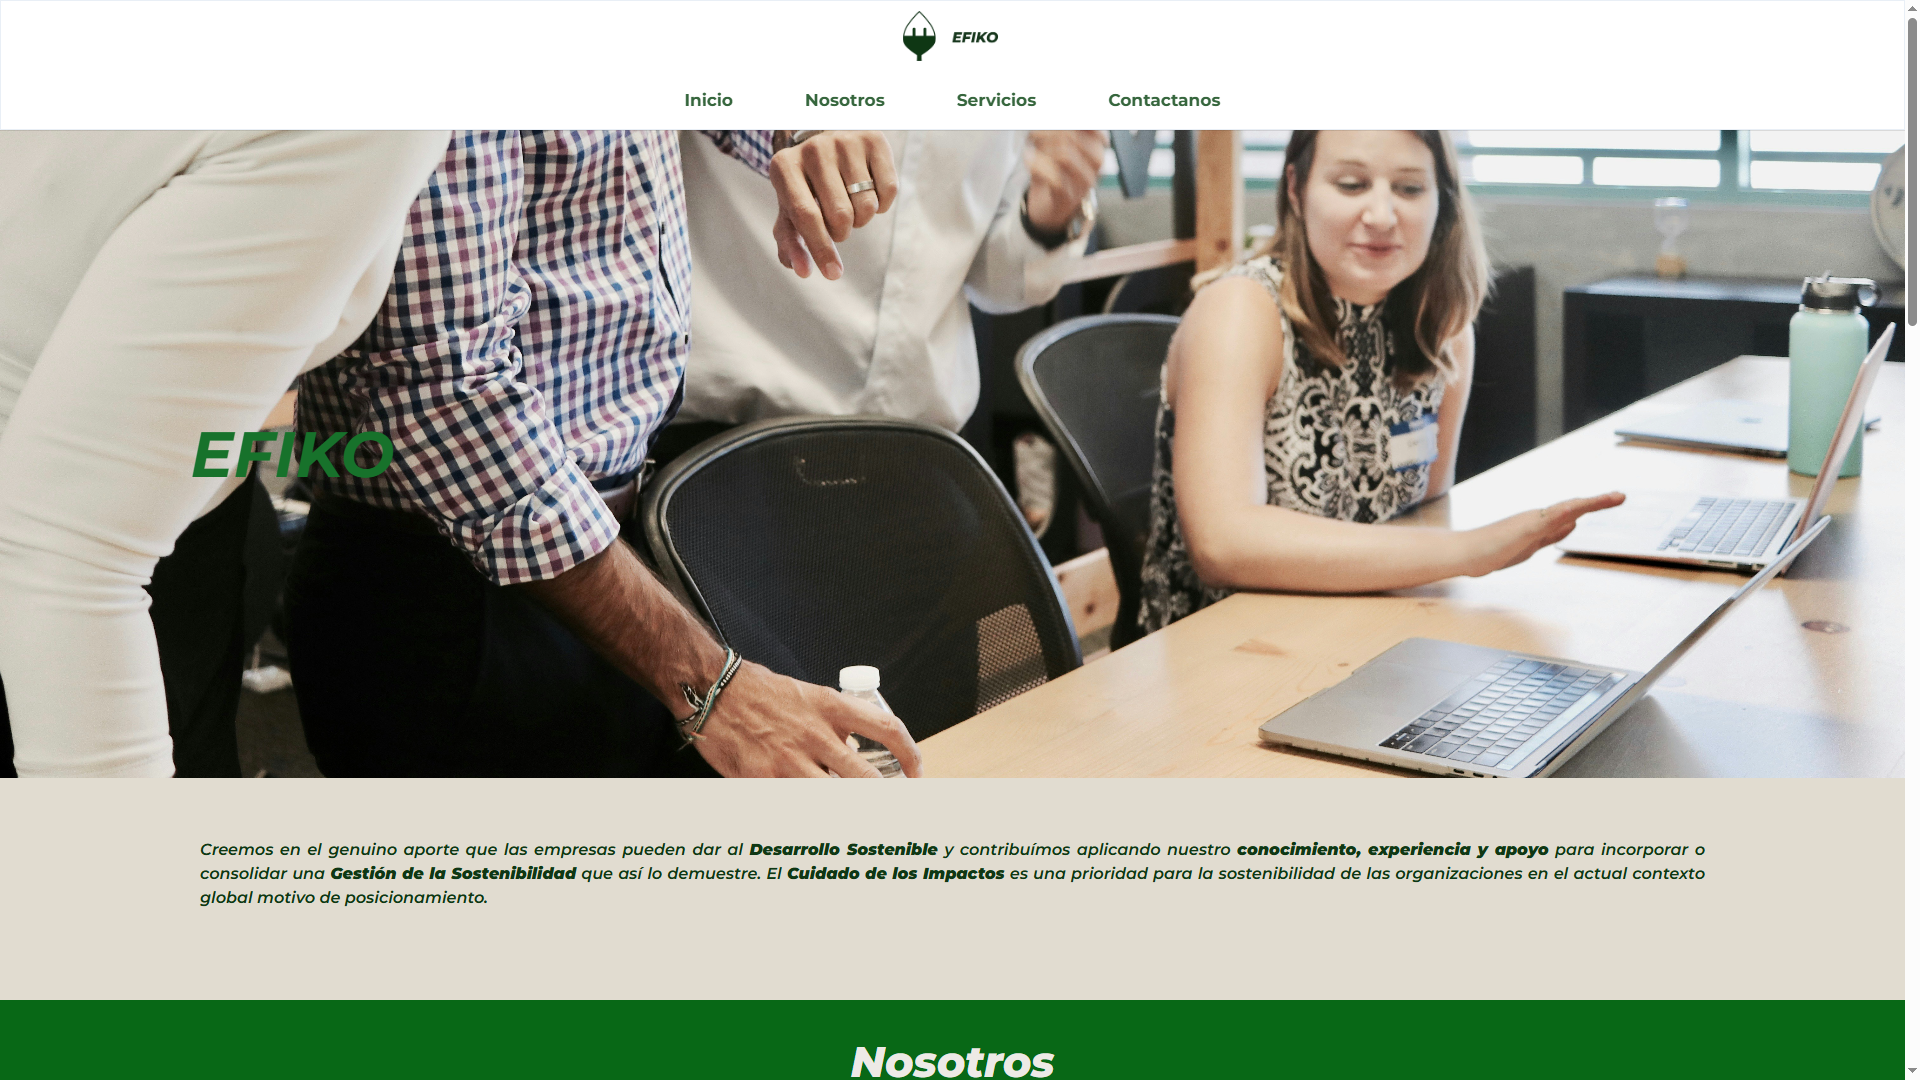 EFIKO
Inicio Nosotros Servicios Contactanos
EFIKO
Creemos en el genuino aporte que las empresas pueden dar al Desarrollo Sostenible y contribuímos aplicando nuestro conocimiento, experiencia y apoyo para incorporar o
consolidar una Gestión de la Sostenibilidad que así lo demuestre. El Cuidado de los Impactos es una prioridad para la sostenibilidad de las organizaciones en el actual contexto
global motivo de posicionamiento.
Nosotros